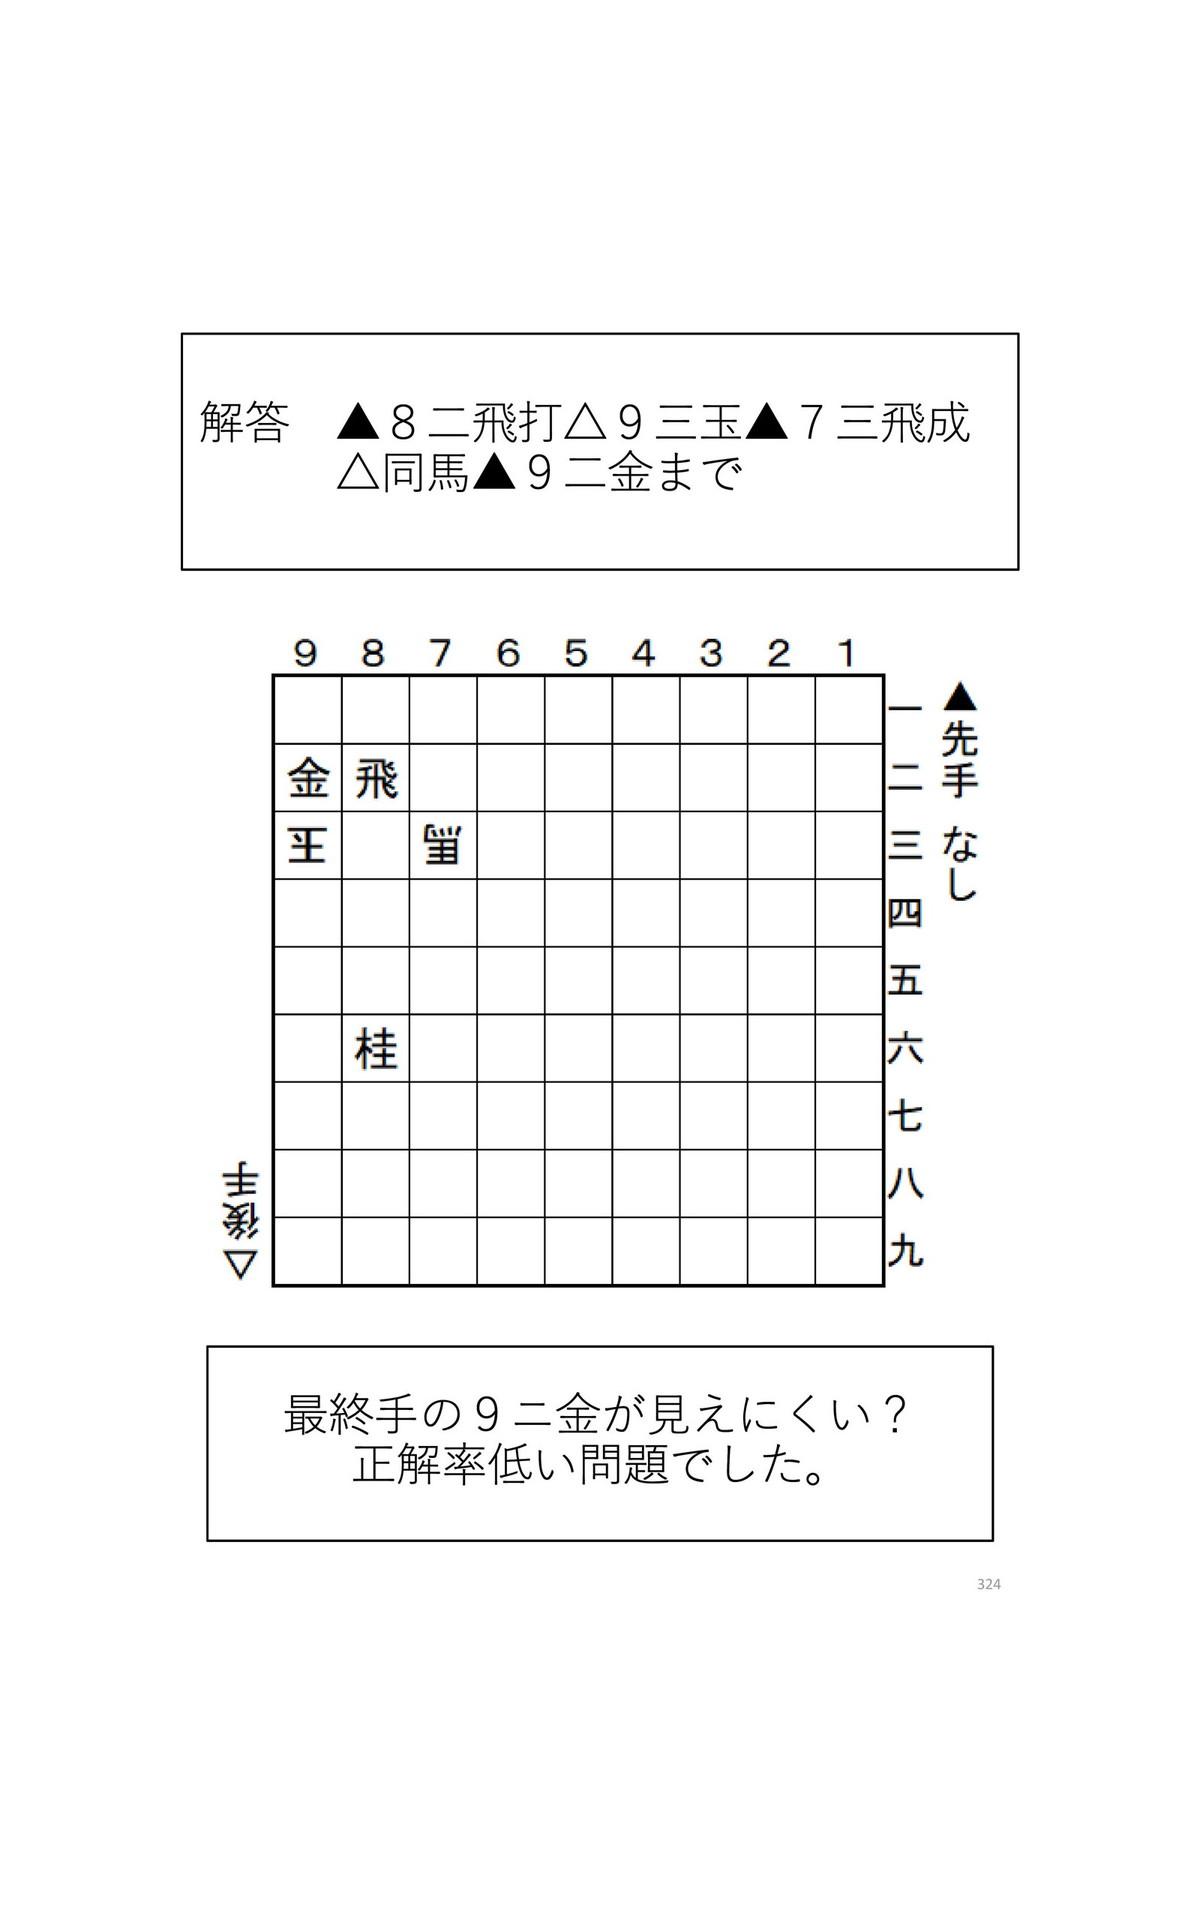 解答　▲８二飛打△９三玉▲７三飛成
△同馬▲９二金まで
９ ８ ７ ６ ５ ４ ３ ２ １
一
金 飛 二
王 馬 三
四
五
桂 六
七
八
九
▲先手 なし
△後手
最終手の９ニ金が見えにくい？
正解率低い問題でした。
324